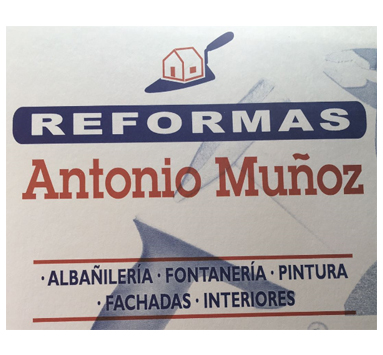 REFORMAS
Antonio Muñoz
· ALBAÑILERIA · FONTANERÍA · PINTURA
· FACHADAS · INTERIORES